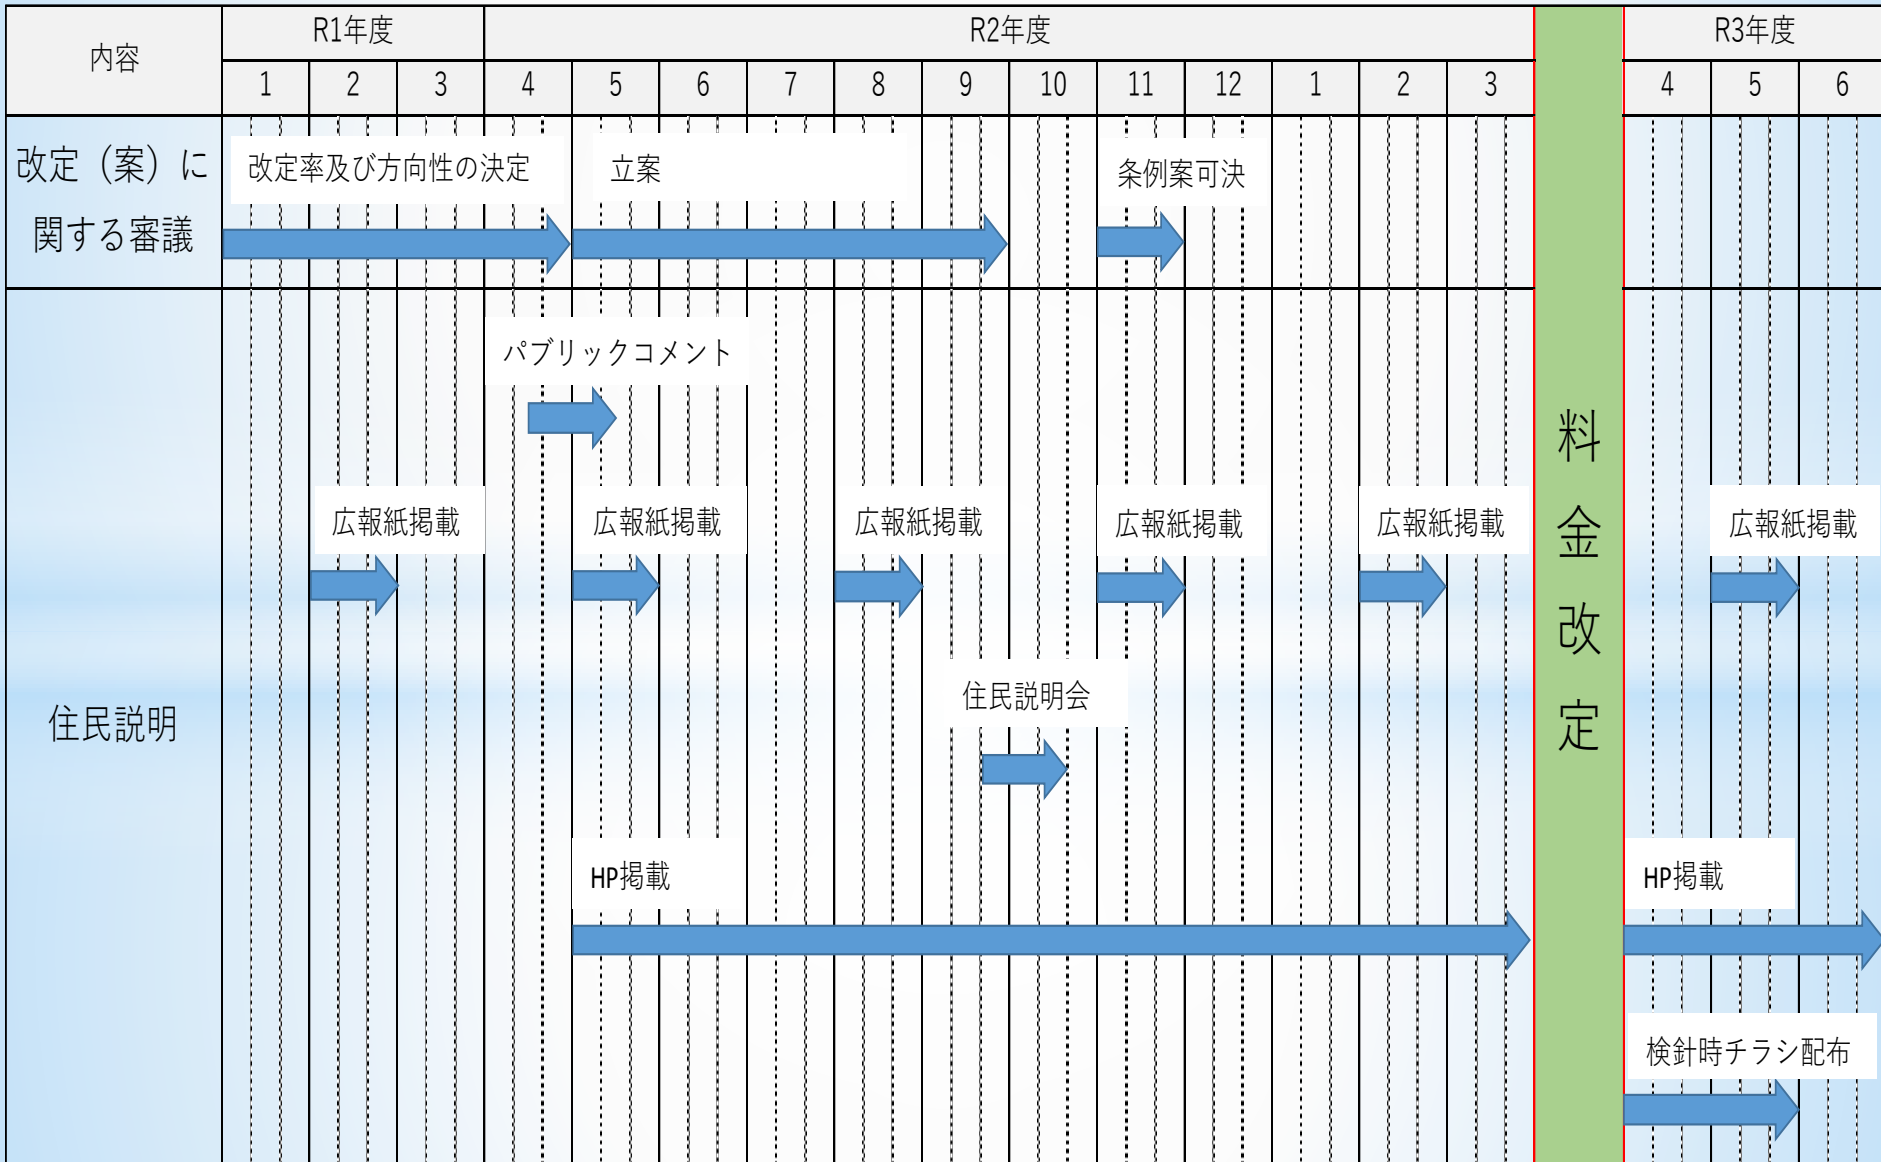 内容
R1年度
R2年度
R3年度
1 2 3 4 5 6 7 8 9 10 11 12 1 2 3 4 5 6
改定（案）に
関する審議
改定率及び方向性の決定
立案
条例案可決
住民説明
パブリックコメント
広報紙掲載
広報紙掲載
広報紙掲載
広報紙掲載
広報紙掲載
広報紙掲載
住民説明会
HP掲載
HP掲載
検針時チラシ配布
料金改定